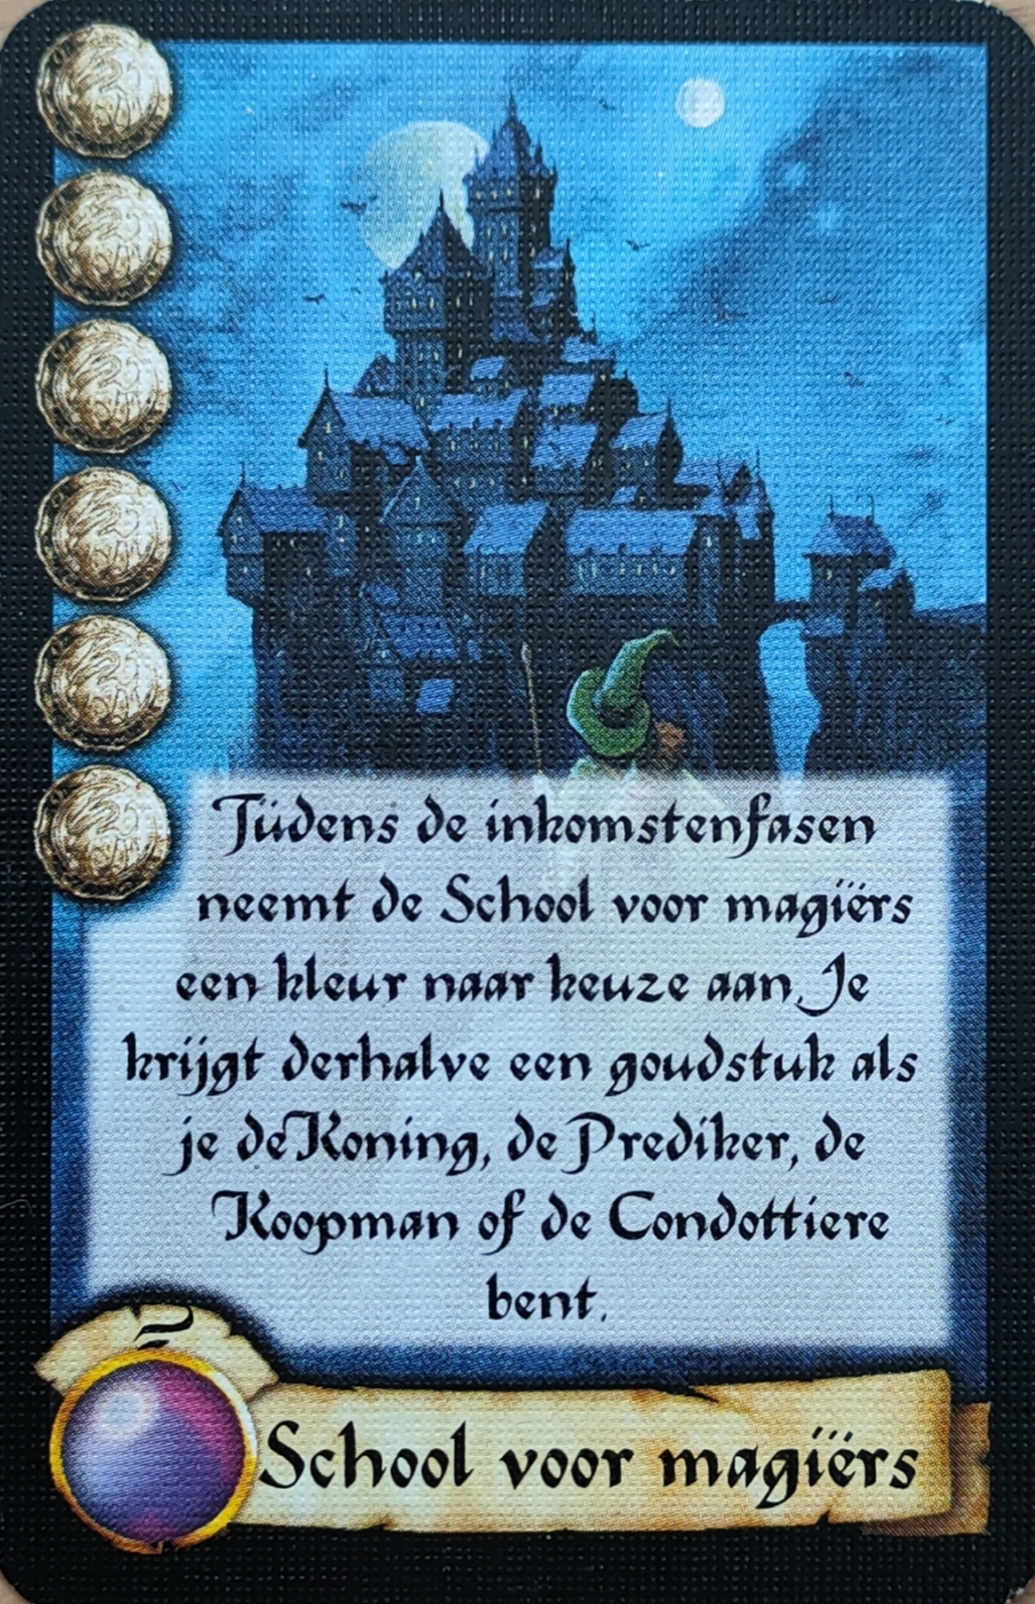 Tijdens de inkomstenfasen
neemt de School voor magiërs
een kleur naar keuze aan. Je
krijgt derhalve een goudstuk als
je de Koning, de Prediker, de
Koopman of de Condottiere
bent.
School voor magiërs